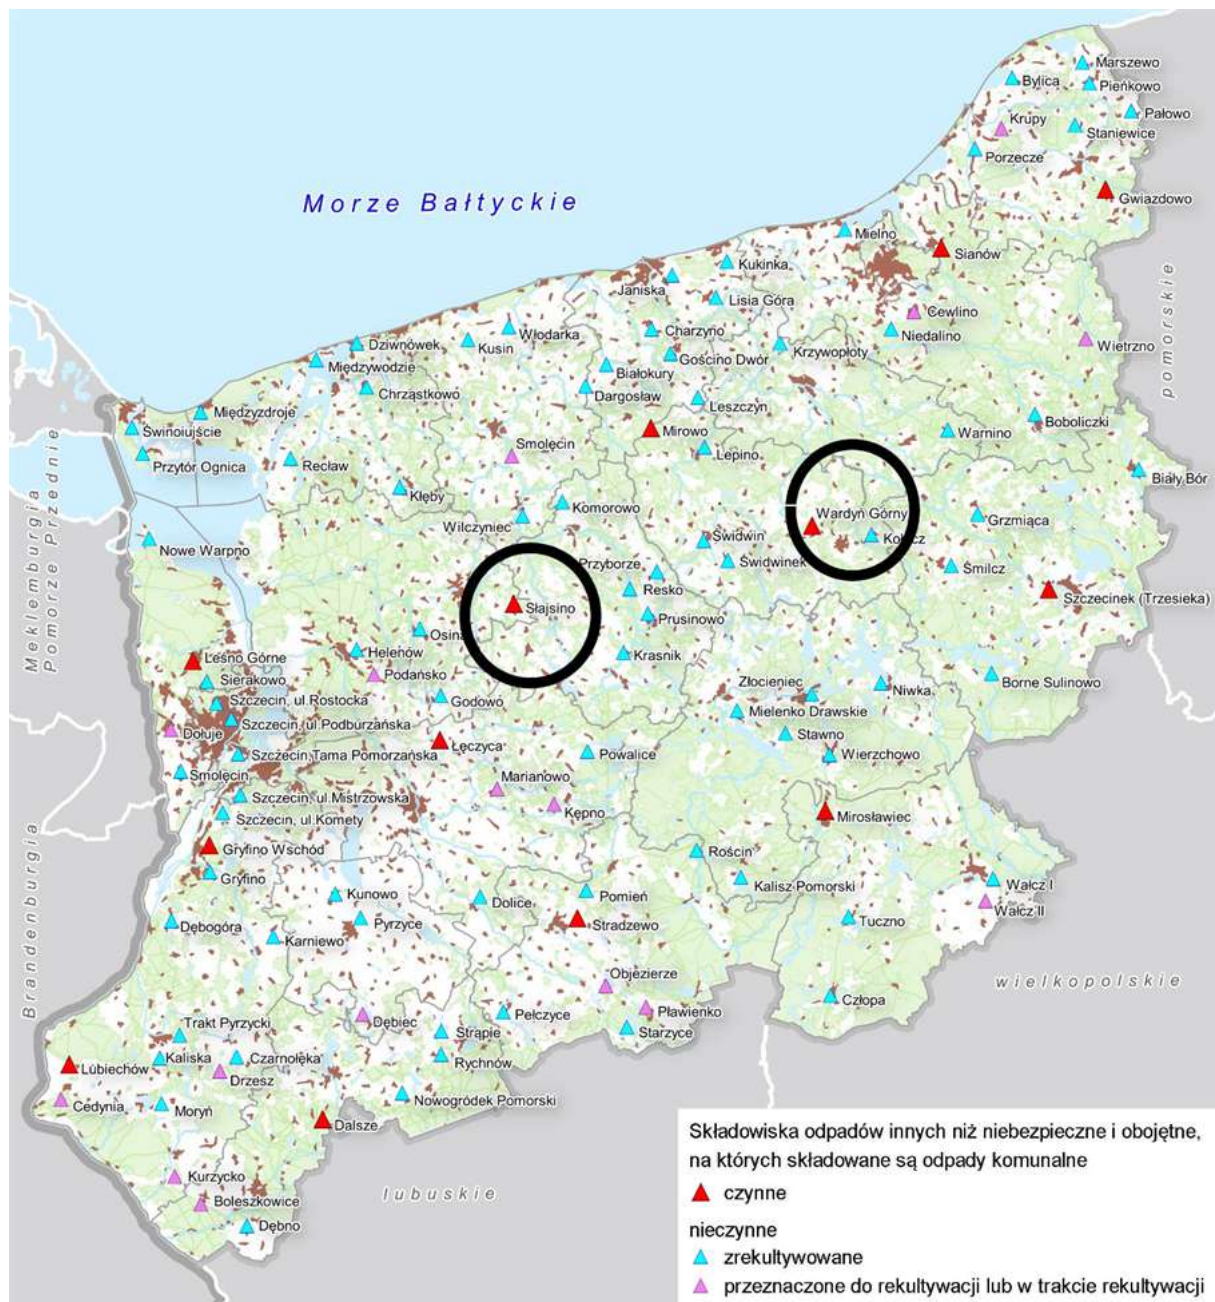 Marszewo
Bylica
Pieńkowo
Pałowo
Krupy
Staniewice
Porzecze
Gwiazdowo
Morze Bałtyckie
Mielno
Sianów
Kukinka
Janiska
pomorskie
Lisia Góra
Cewlino
Włodarka
Charzyno
Niedalino
Wietrzno
Dziwnówek
Kusin
Krzywopłoty
Gościno Dwór
Międzywodzie
Białokury
Chrząstkowo
Dargosław
Leszczyn
Międzyzdroje
Boboliczki
Świnoujście
Mirowo
Warnino
Smolęcin
Lepino
Przytór Ognica
Recław
Biały Bór
Kłęby
Komorowo
Wardyń Górny
Grzmiąca
Wilczyniec
Meklemburgia
Pomorze Przednie
Nowe Warpno
Świdwin
Kołacz
Świdwinek
Przyborze
Śmilcz
Resko
Szczecinek (Trzesieka)
Słajsino
Prusinowo
Osina
Helenów
Krasnik
Leśno Górne
Podańsko
Sierakowo
Borne Sulinowo
Złocieniec
Niwka
Szczecin, ul.Rostocka
Godowo
Mielenko Drawskie
Szczecin, ul.Podburzańska
Dołuje
Stawno
Łęczyca
Szczecin,Tama Pomorzańska
Powalice
Wierzchowo
Smolęcin
Marianowo
Szczecin, ul.Mistrzowska
Kępno
Szczecin, ul.Komety
Mirosławiec
Gryfino Wschód
Brandenburgia
Rościn
Gryfino
Kalisz Pomorski
Wałcz I
Kunowo
Dolice
Pomień
Wałcz II
Dębogóra
Pyrzyce
Stradzewo
Tuczno
Karniewo
Objezierze
wielkopolskie
Człopa
Pławienko
Pełczyce
Dębiec
Starzyce
Trakt Pyrzycki
Strąpie
Kaliska
Czarnołęka
Rychnów
Lubiechów
Drzesz
Nowogródek Pomorski
Cedynia
Moryń
Dalsze
Składowiska odpadów innych niż niebezpieczne i obojętne,
na których składowane są odpady komunalne
Kurzycko
czynne
lubuskie
Boleszkowice
nieczynne
Dębno
zrekultywowane
przeznaczone do rekultywacji lub w trakcie rekultywacji